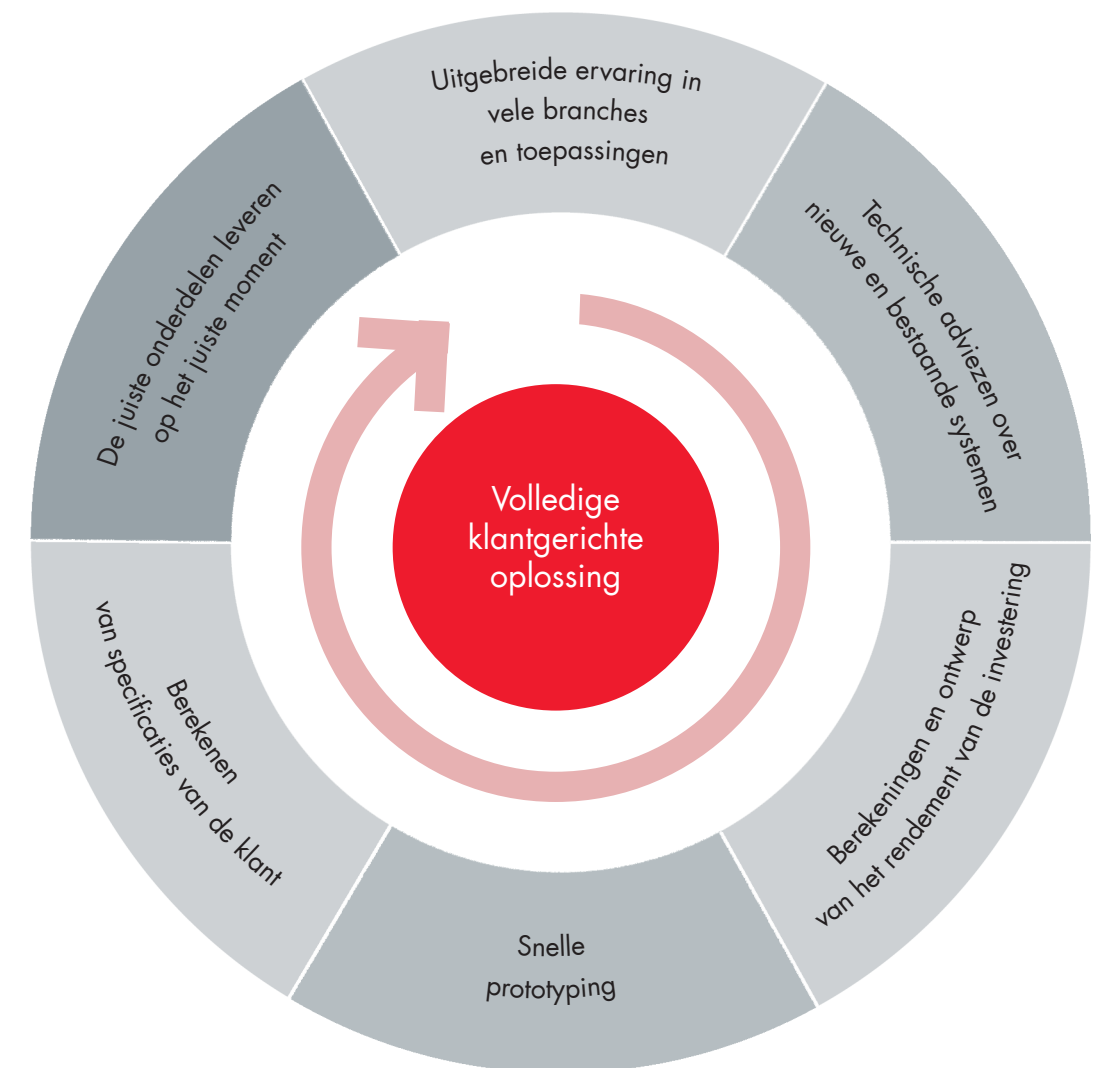 Uitgebreide ervaring in
vele branches
en toepassingen
Technische adviezen over
nieuwe en bestaande systemen
Berekeningen en ontwerp
van het rendement van de investering
Snelle
prototyping
Berekenen
van specificaties van de klant
De juiste onderdelen leveren
op het juiste moment
Volledige
klantgerichte
oplossing